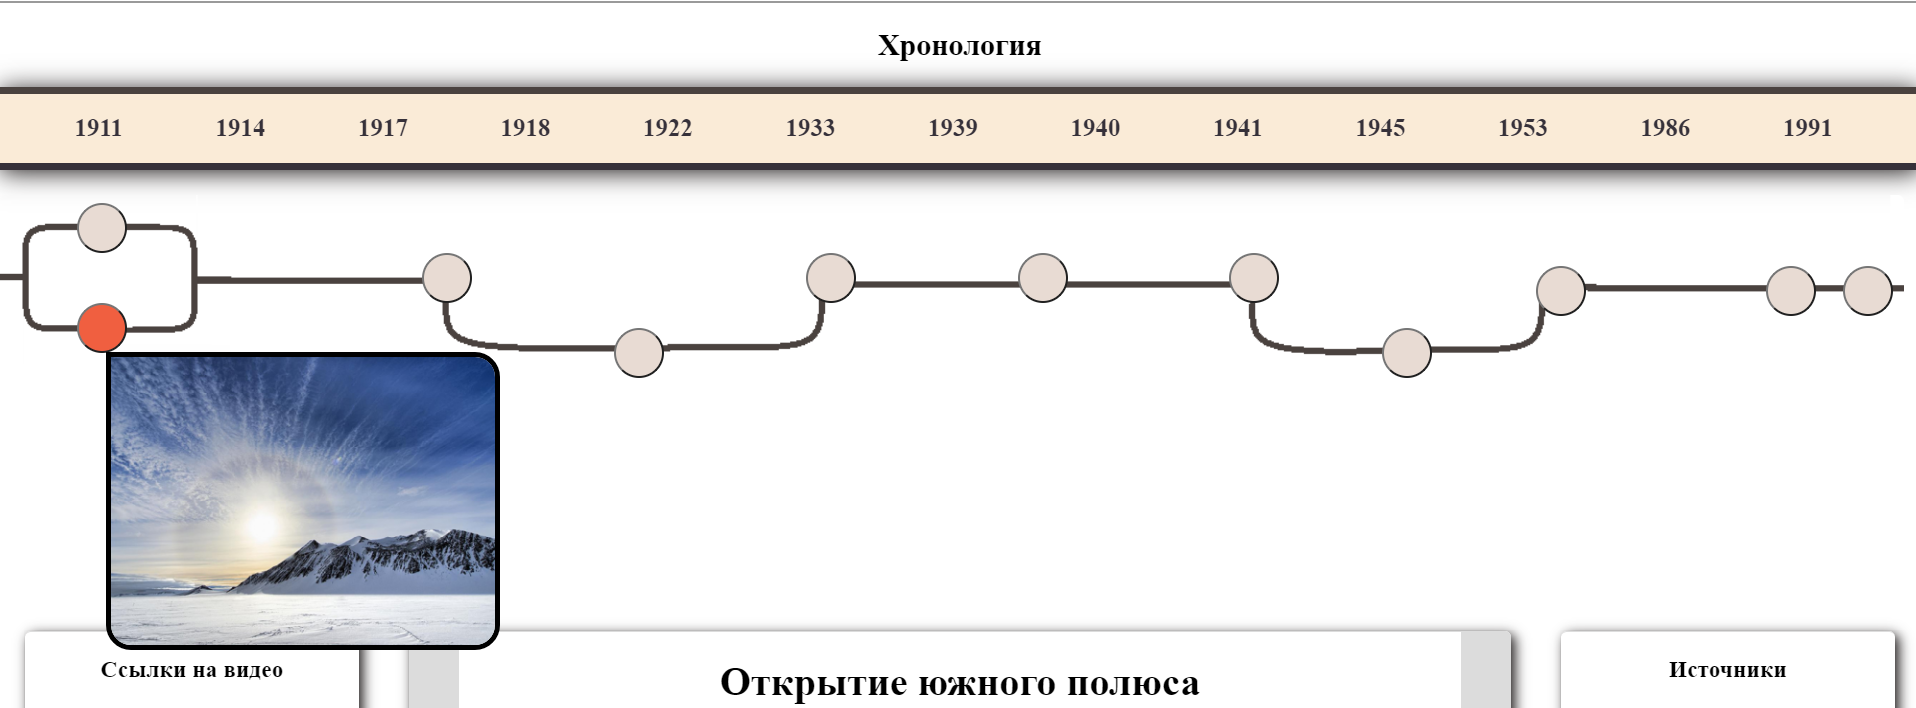 Хронология
1911 1914 1917 1918 1922 1933 1939 1940 1941 1945 1953 1986 1991
Ссылки на видео
Открытие южного полюса
Источники